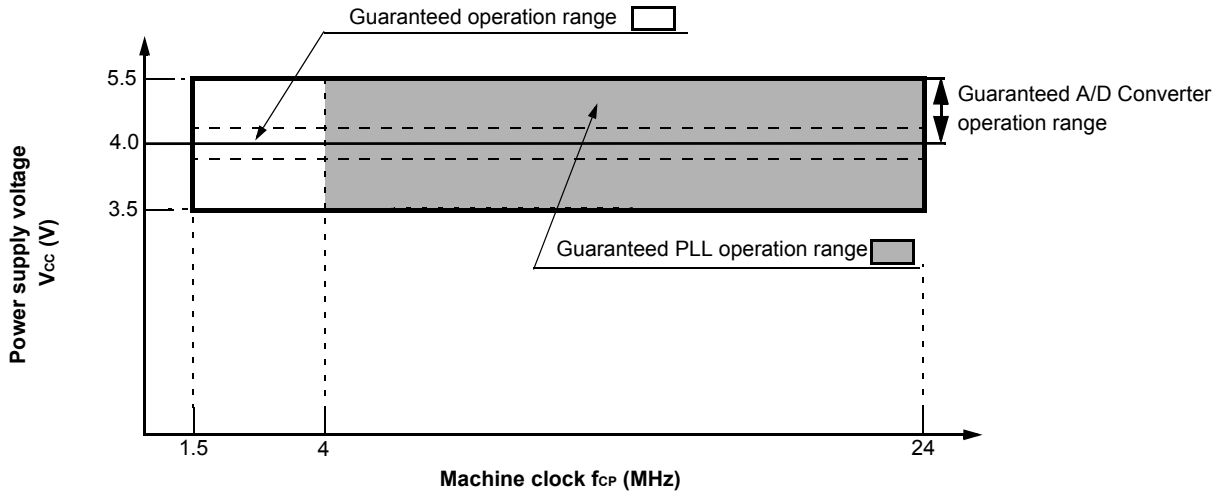 Guaranteed operation range
5.5
Guaranteed A/D Converter
operation range
4.0
Power supply voltage
Vcc (V)
3.5
Guaranteed PLL operation range
1.5
4
24
Machine clock fCP (MHz)